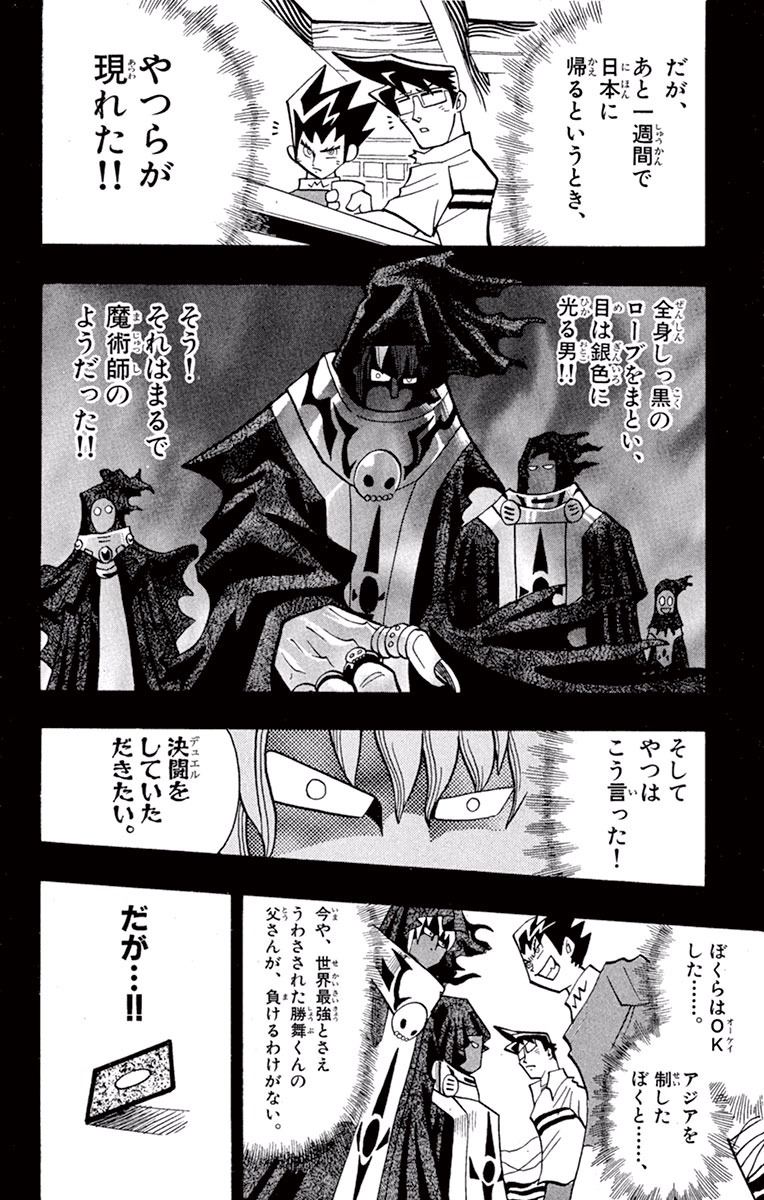 だが、
あと一週間で
日本に
帰るというとき、
やつらが
現れた!!
全身しっ黒の
ローブをまとい、
目は銀色に
光る男!!
そう!
それはまるで
魔術師の
ようだった!!
そして
やつは
こう言った!
決闘を
していた
だきたい。
ぼくらはOK
した………。
アジアを
制した
ぼくと……、
今や、世界最強とさえ
うわさされた勝舞くんの
父さんが、負けるわけがない。
だが…!!